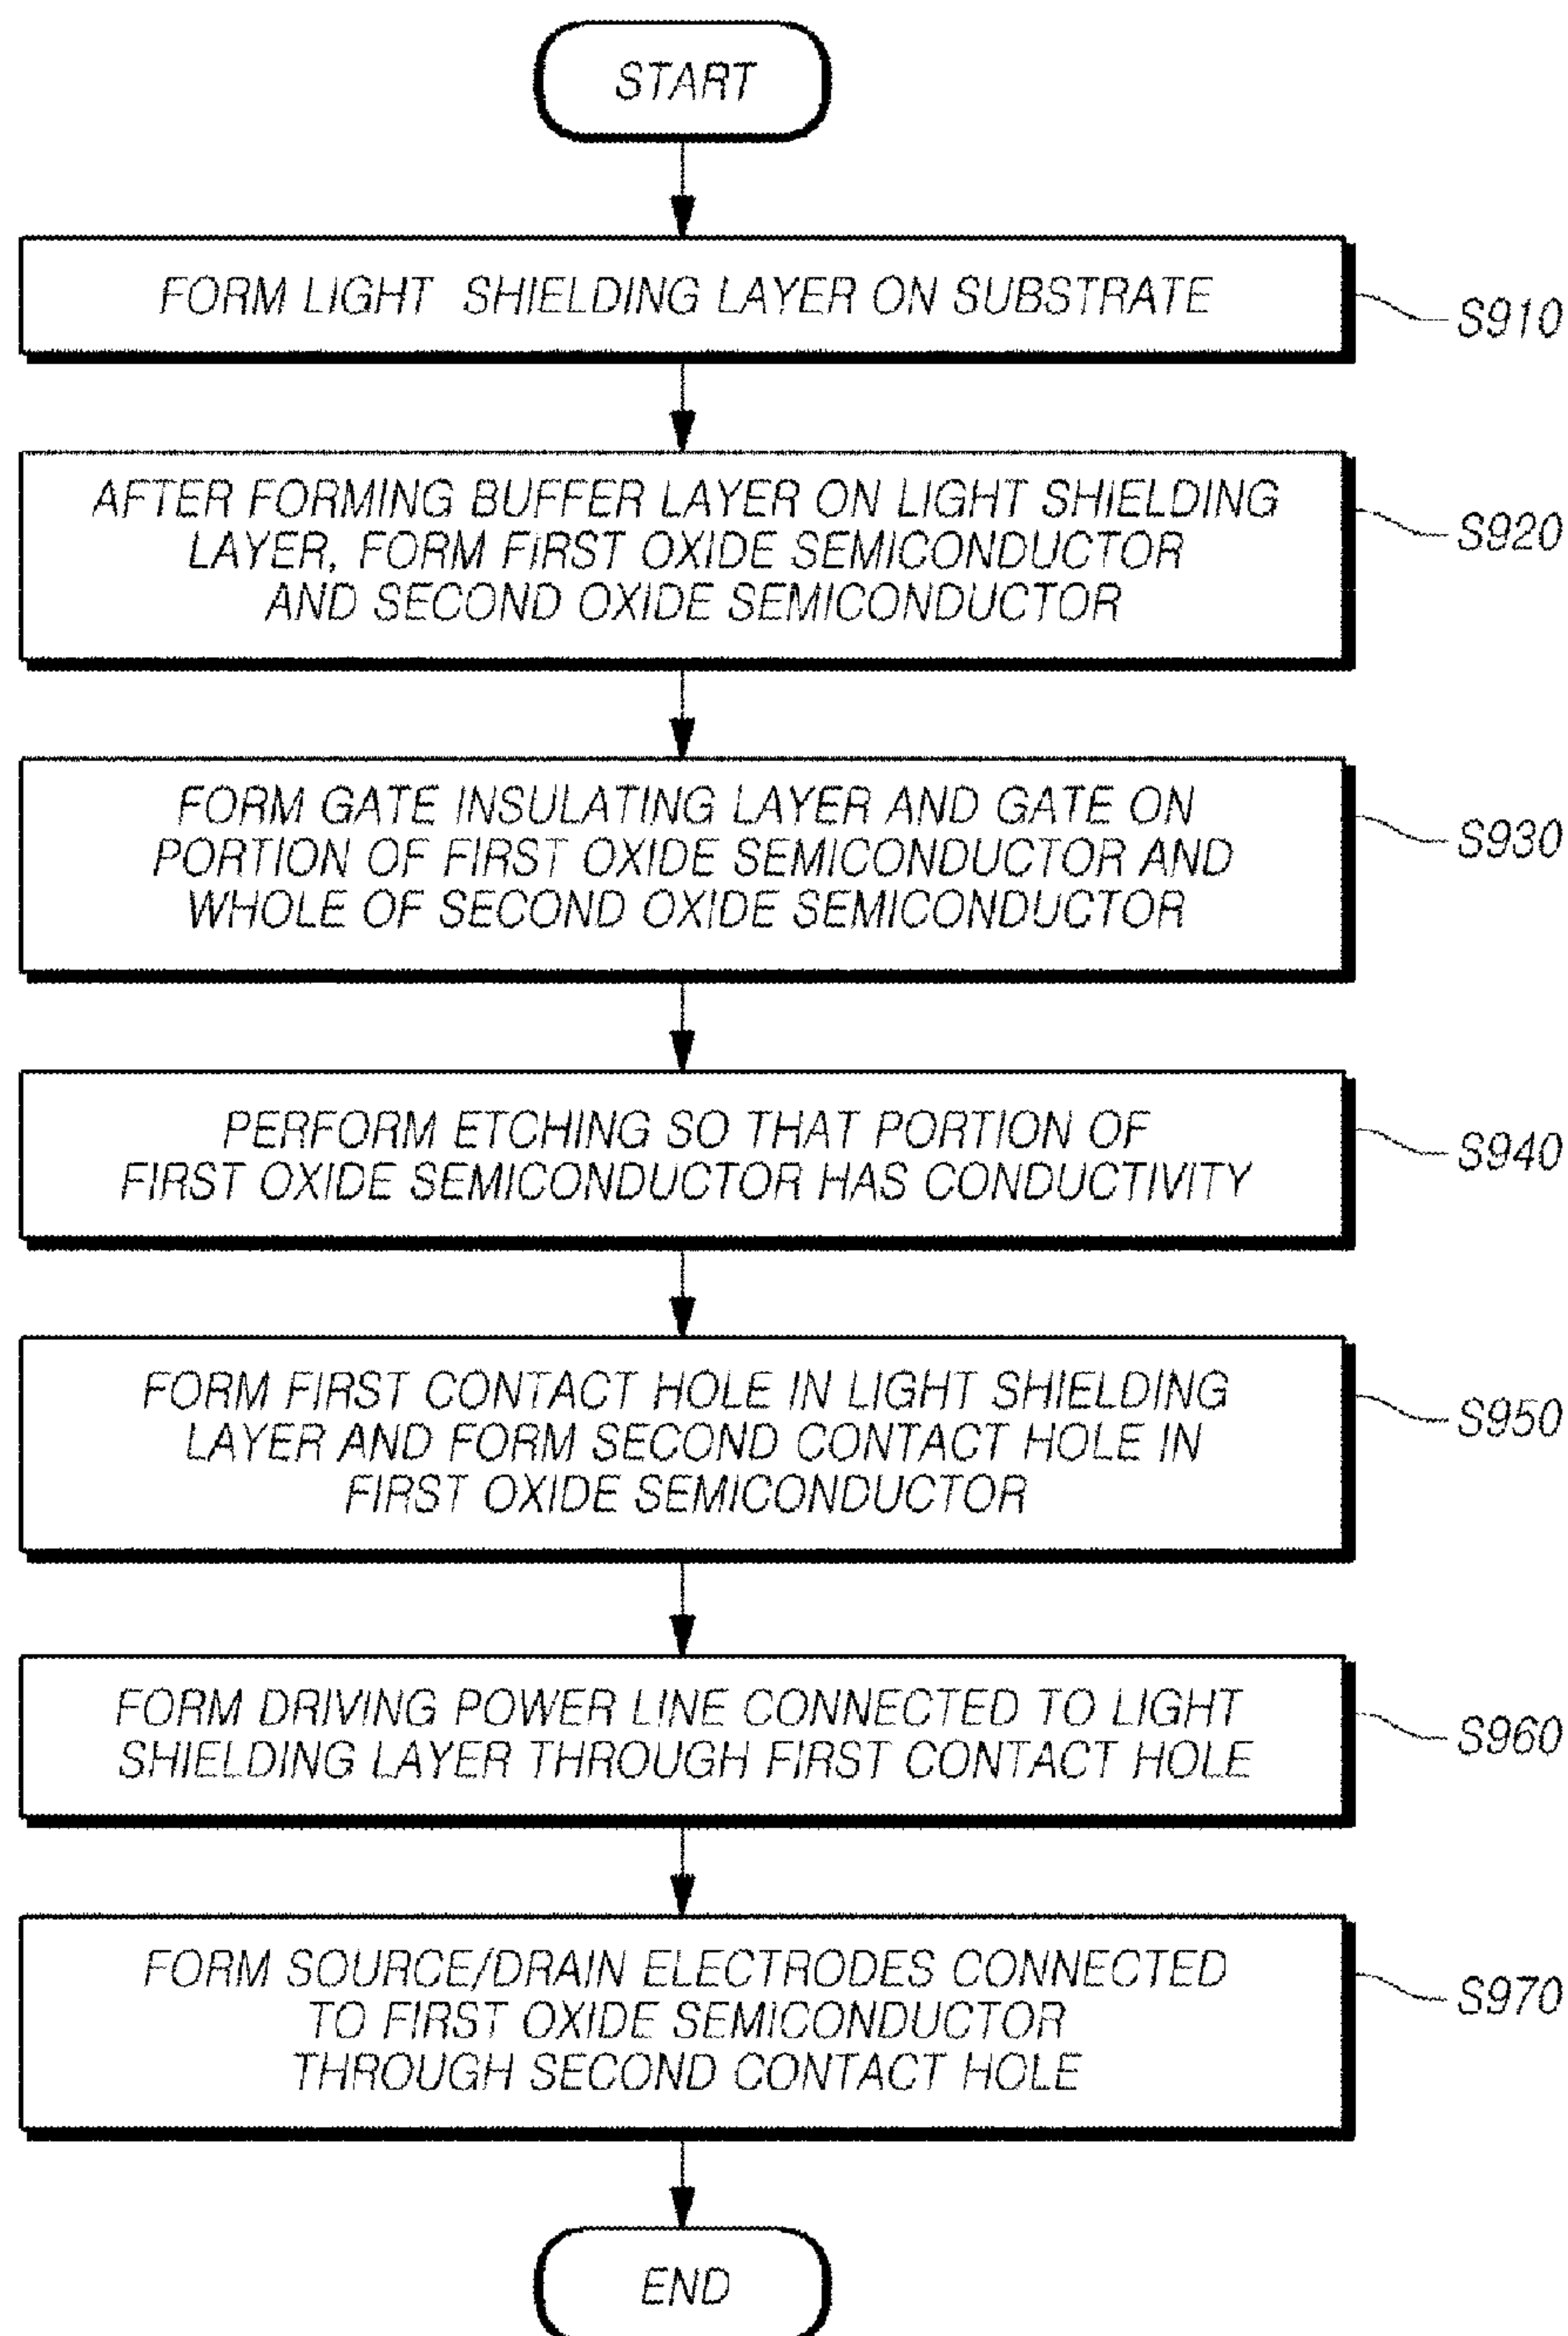 START
FORM LIGHT SHIELDING LAYER ON SUBSTRATE
S910
AFTER FORMING BUFFER LAYER ON LIGHT SHIELDING
LAYER, FORM FIRST OXIDE SEMICONDUCTOR
AND SECOND OXIDE SEMICONDUCTOR
S920
FORM GATE INSULATING LAYER AND GATE ON
PORTION OF FIRST OXIDE SEMICONDUCTOR AND
WHOLE OF SECOND OXIDE SEMICONDUCTOR
S930
PERFORM ETCHING SO THAT PORTION OF
FIRST OXIDE SEMICONDUCTOR HAS CONDUCTIVITY
S940
FORM FIRST CONTACT HOLE IN LIGHT SHIELDING
LAYER AND FORM SECOND CONTACT HOLE IN
FIRST OXIDE SEMICONDUCTOR
S950
FORM DRIVING POWER LINE CONNECTED TO LIGHT
SHIELDING LAYER THROUGH FIRST CONTACT HOLE
S960
FORM SOURCE/DRAIN ELECTRODES CONNECTED
TO FIRST OXIDE SEMICONDUCTOR
THROUGH SECOND CONTACT HOLE
S970
END